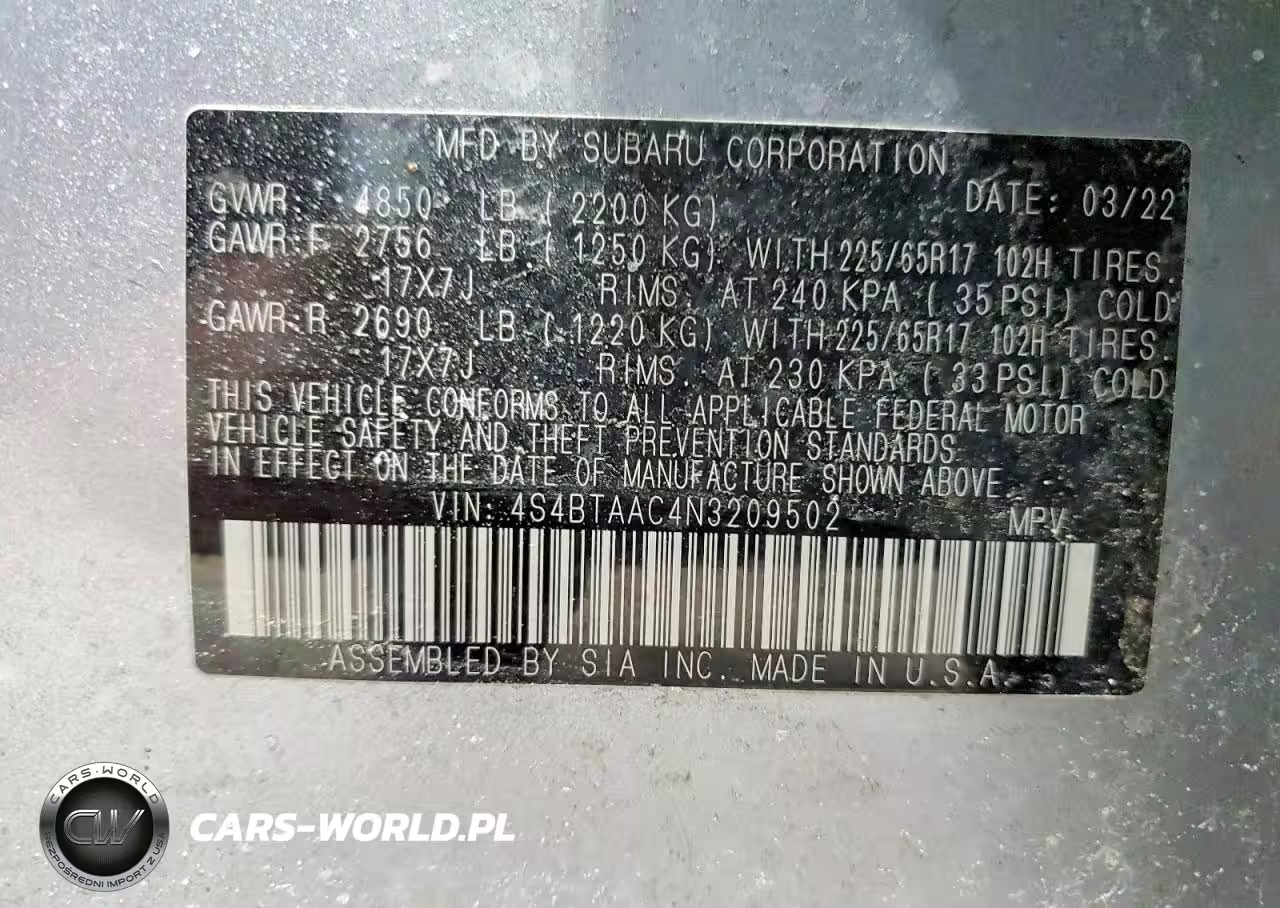 MFD BY SUBARU CORPORATION
GVWR: 4850 LB ( 2200 KG) DATE: 03/22
GAWR:F 2756 LB ( 1250 KG) WITH 225/65R17 102H TIRES.
17X7J RIMS. AT 240 KPA ( 35 PSI) COLD
GAWR:R 2690 LB ( 1220 KG) WITH 225/65R17 102H TIRES.
17X7J RIMS. AT 230 KPA ( 33 PSI) COLD
THIS VEHICLE CONFORMS TO ALL APPLICABLE FEDERAL MOTOR
VEHICLE SAFETY AND THEFT PREVENTION STANDARDS
IN EFFECT ON THE DATE OF MANUFACTURE SHOWN ABOVE
VIN: 4S4BTAAC4N3209502 MPV
ASSEMBLED BY SIA INC. MADE IN U.S.A.
CARS-WORLD
CW
BEZPOŚREDNI IMPORT Z USA
CARS-WORLD.PL